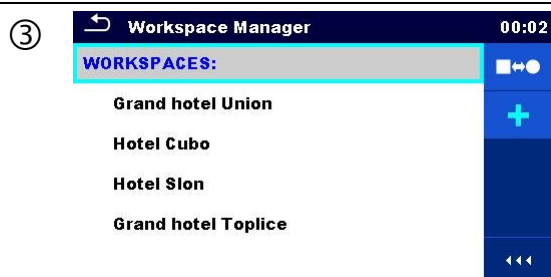 ③
Workspace Manager 00:02
WORKSPACES:
Grand hotel Union
Hotel Cubo
Hotel Slon
Grand hotel Toplice